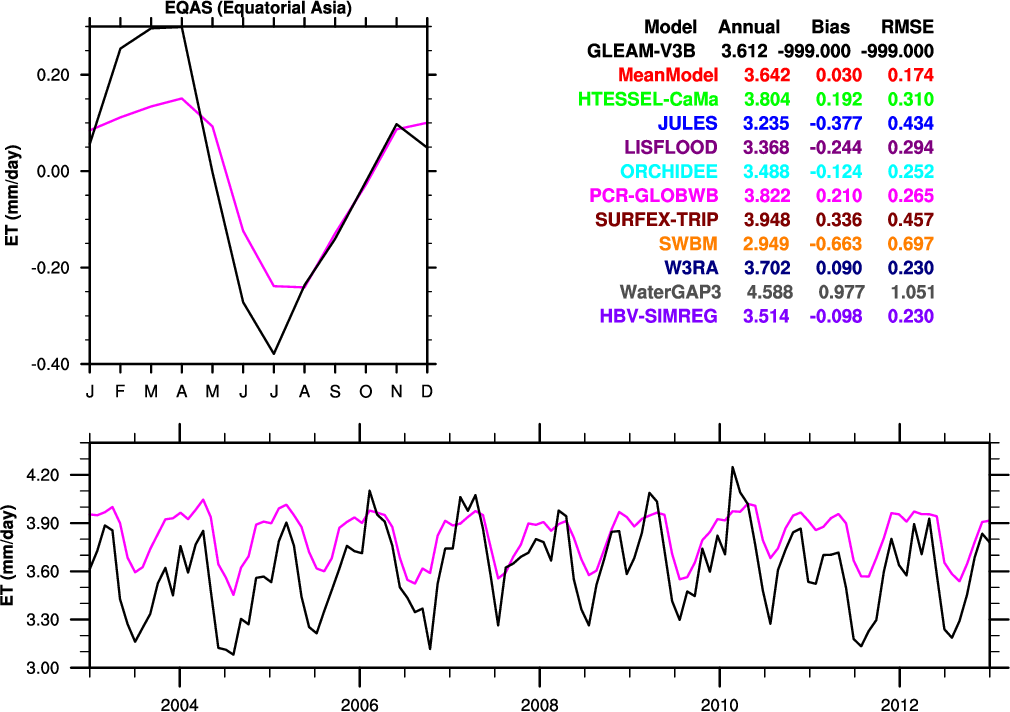 EQAS (Equatorial Asia)
ET (mm/day)
0.20
0.00
-0.20
-0.40
J F M A M J J A S O N D
Model Annual Bias RMSE
GLEAM-V3B 3.612 -999.000 -999.000
MeanModel 3.642 0.030 0.174
HTESSEL-CaMa 3.804 0.192 0.310
JULES 3.235 -0.377 0.434
LISFLOOD 3.368 -0.244 0.294
ORCHIDEE 3.488 -0.124 0.252
PCR-GLOBWB 3.822 0.210 0.265
SURFEX-TRIP 3.948 0.336 0.457
SWBM 2.949 -0.663 0.697
W3RA 3.702 0.090 0.230
WaterGAP3 4.588 0.977 1.051
HBV-SIMREG 3.514 -0.098 0.230
ET (mm/day)
4.20
3.90
3.60
3.30
3.00
2004 2006 2008 2010 2012